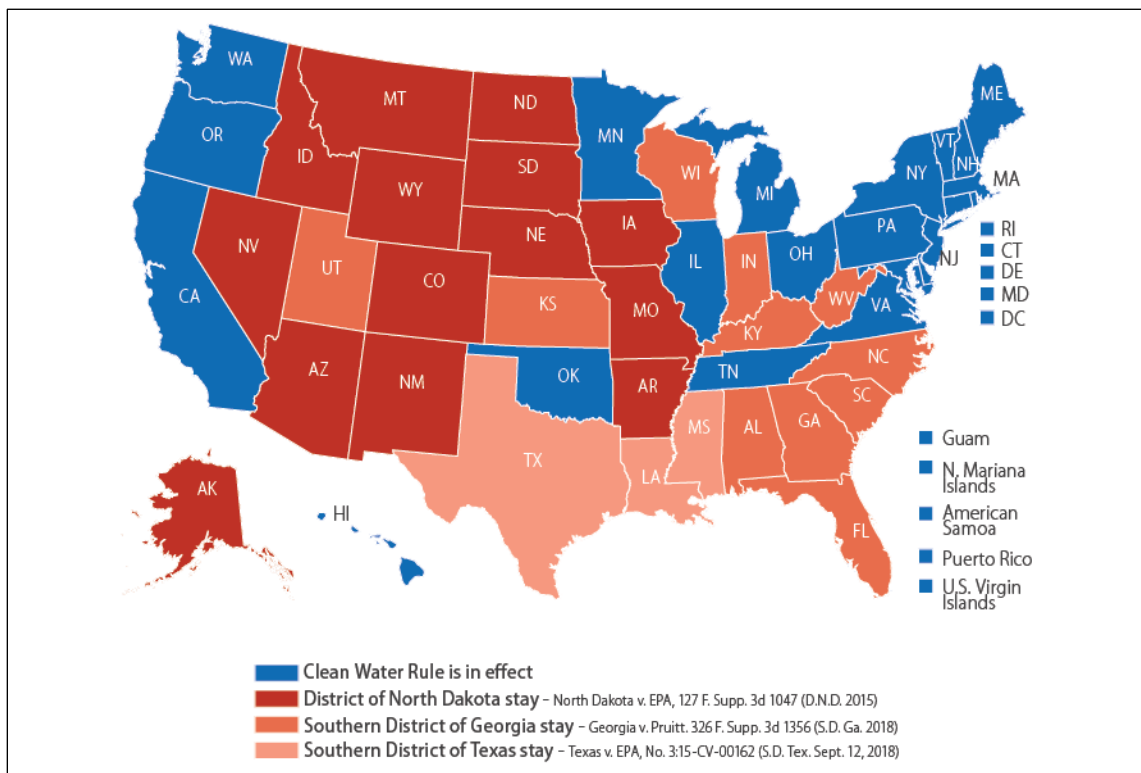 WA
MT
ND
MN
ME
OR
ID
SD
WI
VT
NH
NY
MA
WY
MI
RI
CT
DE
MD
DC
NV
UT
CO
NE
IA
IL
IN
OH
PA
NJ
CA
KS
MO
KY
WV
VA
AZ
NM
OK
AR
TN
NC
SC
TX
LA
MS
AL
GA
FL
AK
HI
Guam
N. Mariana
Islands
American
Samoa
Puerto Rico
U.S. Virgin
Islands
Clean Water Rule is in effect
District of North Dakota stay – North Dakota v. EPA, 127 F. Supp. 3d 1047 (D.N.D. 2015)
Southern District of Georgia stay – Georgia v. Pruitt. 326 F. Supp. 3d 1356 (S.D. Ga. 2018)
Southern District of Texas stay – Texas v. EPA, No. 3:15-CV-00162 (S.D. Tex. Sept. 12, 2018)